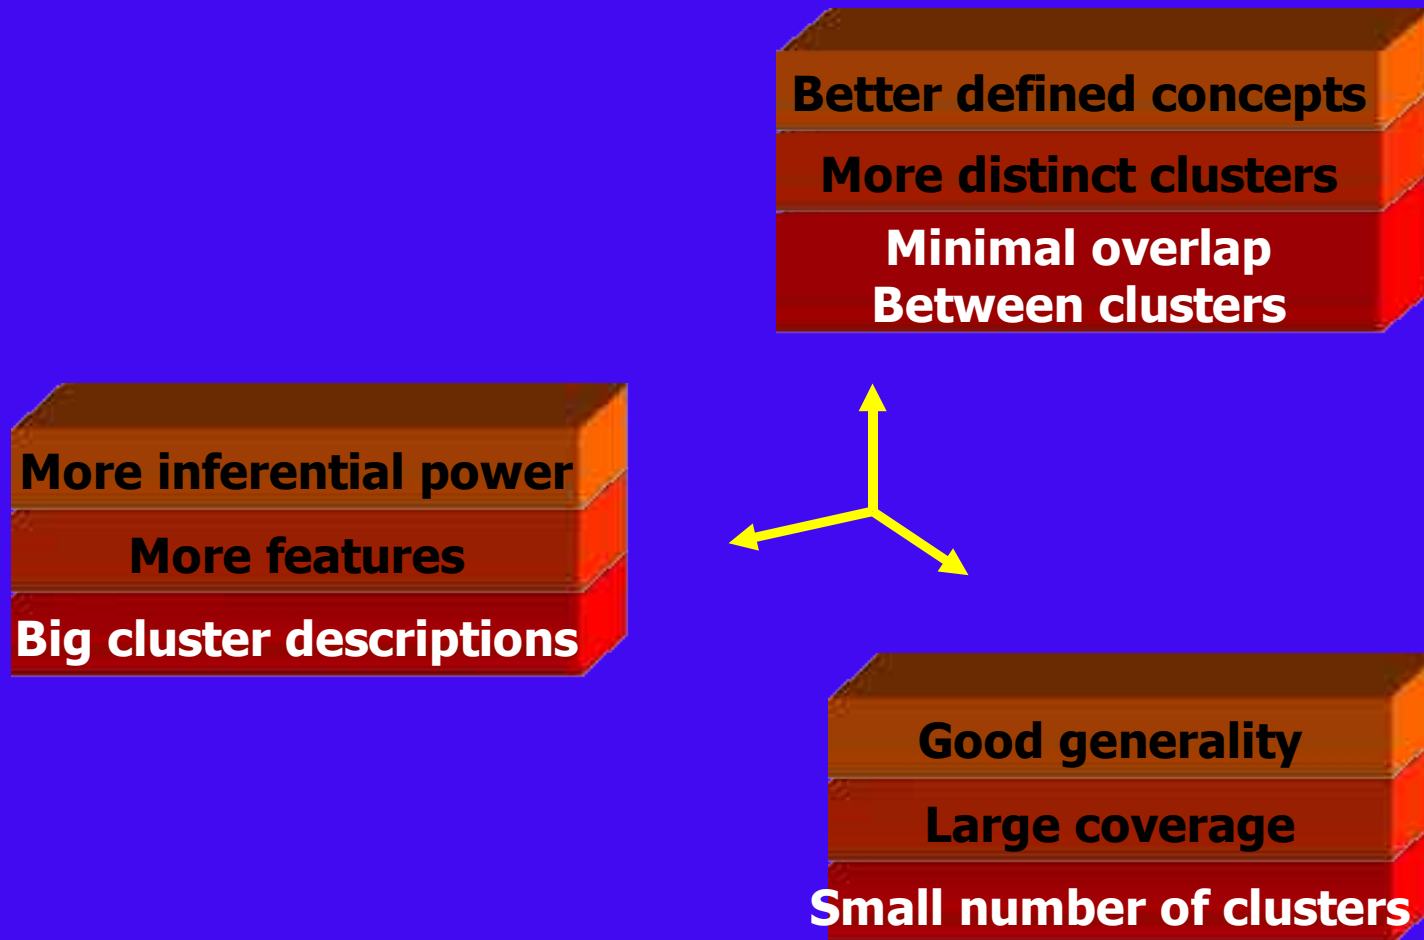 Better defined concepts
More distinct clusters
Minimal overlap
Between clusters
More inferential power
More features
Big cluster descriptions
Good generality
Large coverage
Small number of clusters